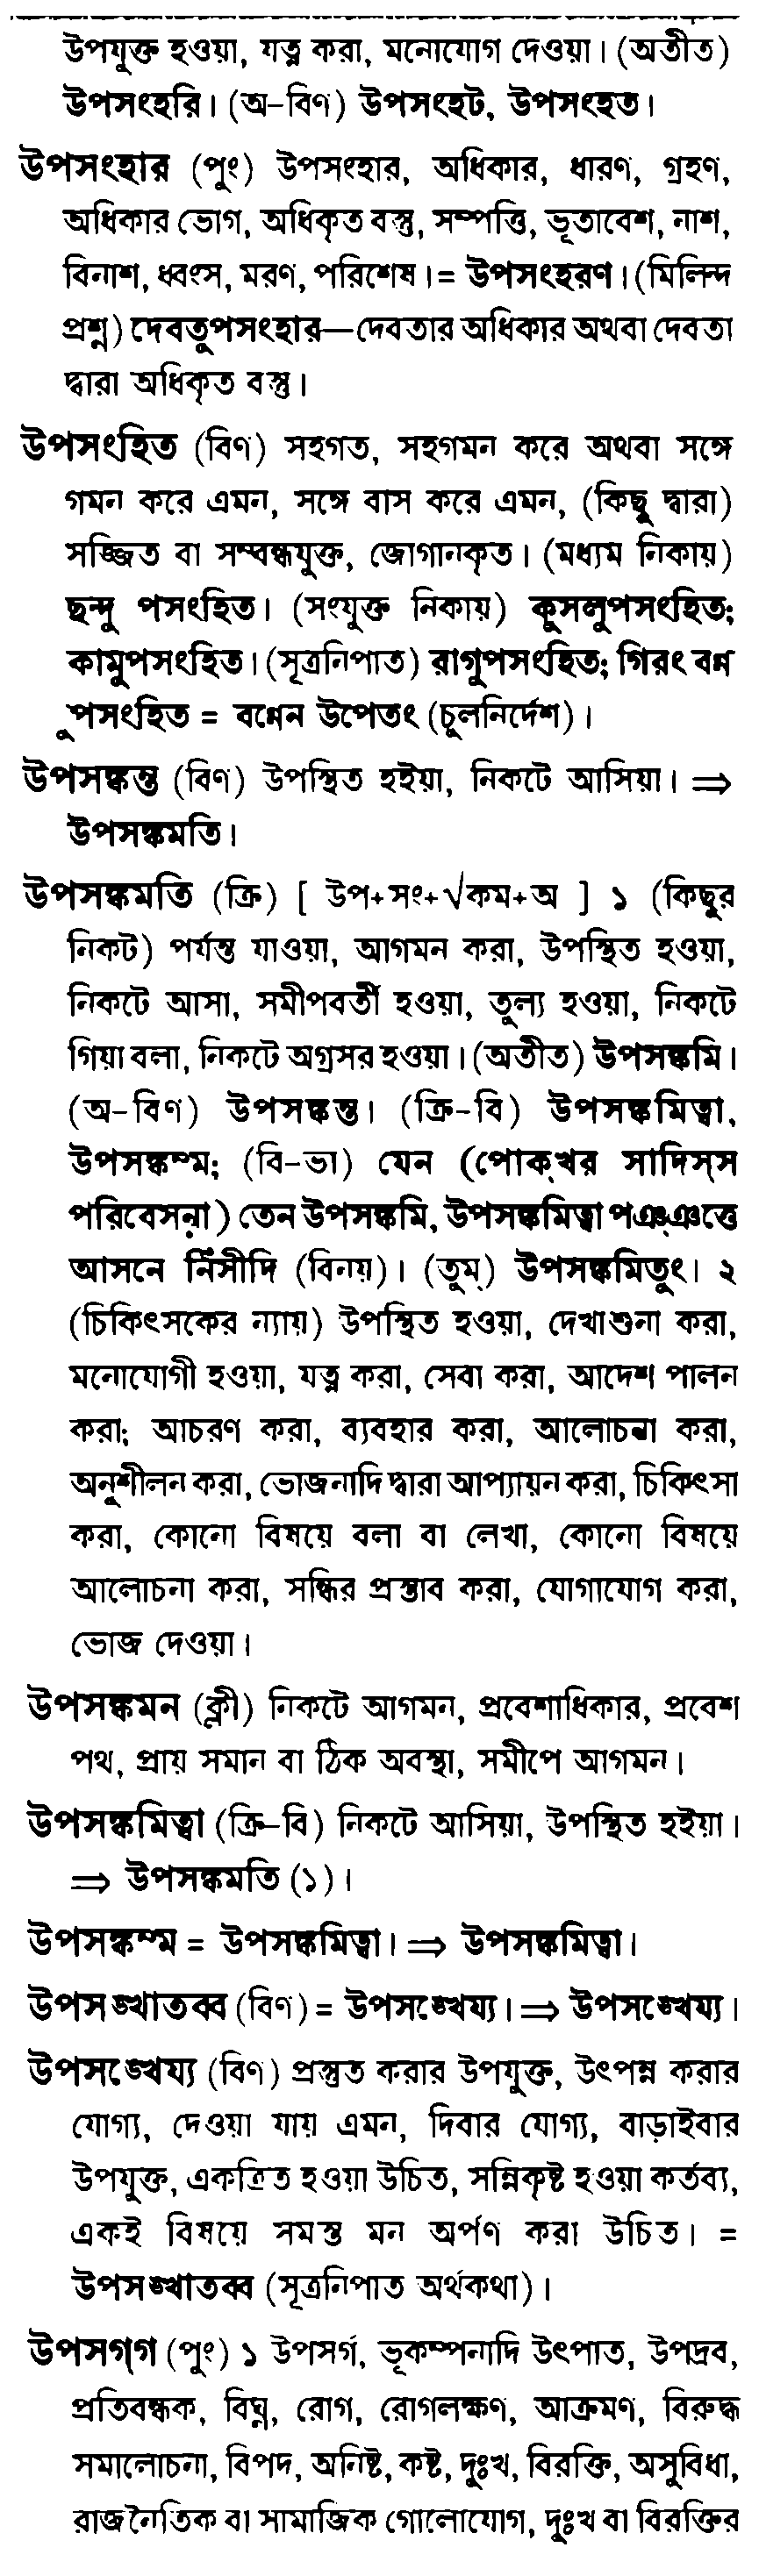 উপযুক্ত হওয়া, যত্ন করা, মনোযোগ দেওয়া। (অতীত)
উপসংহরি। (অ-বিণ) উপসংহট, উপসংহত।
উপসংহার (পুং) উপসংহার, অধিকার, ধারণ, গ্রহণ,
অধিকার ভোগ, অধিকৃত বস্তু, সম্পত্তি, ভূতাবেশ, নাশ,
বিনাশ, ধ্বংস, মরণ, পরিশেষ।= উপসংহরণ। (মিলিন্দ
প্রশ্ন) দেবতুপসংহার—দেবতার অধিকার অথবা দেবতা
দ্বারা অধিকৃত বস্তু।
উপসংহিত (বিণ) সহগত, সহগমন করে অথবা সঙ্গে
গমন করে এমন, সঙ্গে বাস করে এমন, (কিছু দ্বারা)
সজ্জিত বা সম্বন্ধযুক্ত, জোগানকৃত। (মধ্যম নিকায়)
ছন্দু পসংহিত। (সংযুক্ত নিকায়) কুসলুপসংহিত;
কামুপসংহিত। (সূত্রনিপাত) রাগুপসংহিত; গিরং বন্ন
ুপসংহিত = বণ্নেন উপেতং (চূলনির্দেশ)।
উপসঙ্কন্ত (বিণ) উপস্থিত হইয়া, নিকটে আসিয়া। ⇒
উপসঙ্কমতি।
উপসঙ্কমতি (ক্রি) [ উপ+সং+√কম+অ ] ১ (কিছুর
নিকট) পর্যন্ত যাওয়া, আগমন করা, উপস্থিত হওয়া,
নিকটে আসা, সমীপবর্তী হওয়া, তুল্য হওয়া, নিকটে
গিয়া বলা, নিকটে অগ্রসর হওয়া। (অতীত) উপসঙ্কমি।
(অ-বিণ) উপসঙ্কন্ত। (ক্রি-বি) উপসঙ্কমিত্বা,
উপসঙ্কম্ম; (বি-ভা) যেন (পোক্খর সাদিস্স
পরিবেসনা) তেন উপসঙ্কমি, উপসঙ্কমিত্বা পঞ্ঞত্তে
আসনে নিসীদি (বিনয়)। (তুম্) উপসঙ্কমিতুং। ২
(চিকিৎসকের ন্যায়) উপস্থিত হওয়া, দেখাশুনা করা,
মনোযোগী হওয়া, যত্ন করা, সেবা করা, আদেশ পালন
করা; আচরণ করা, ব্যবহার করা, আলোচনা করা,
অনুশীলন করা, ভোজনাদি দ্বারা আপ্যায়ন করা, চিকিৎসা
করা, কোনো বিষয়ে বলা বা লেখা, কোনো বিষয়ে
আলোচনা করা, সন্ধির প্রস্তাব করা, যোগাযোগ করা,
ভোজ দেওয়া।
উপসঙ্কমন (ক্লী) নিকটে আগমন, প্রবেশাধিকার, প্রবেশ
পথ, প্রায় সমান বা ঠিক অবস্থা, সমীপে আগমন।
উপসঙ্কমিত্বা (ক্রি-বি) নিকটে আসিয়া, উপস্থিত হইয়া।
⇒ উপসঙ্কমতি (১)।
উপসঙ্কম্ম = উপসঙ্কমিত্বা। ⇒ উপসঙ্কমিত্বা।
উপসঙ্খাতব্ব (বিণ) = উপসঙ্খেয্য। ⇒ উপসঙ্খেয্য।
উপসঙ্খেয্য (বিণ) প্রস্তুত করার উপযুক্ত, উৎপন্ন করার
যোগ্য, দেওয়া যায় এমন, দিবার যোগ্য, বাড়াইবার
উপযুক্ত, একত্রিত হওয়া উচিত, সন্নিকৃষ্ট হওয়া কর্তব্য,
একই বিষয়ে সমস্ত মন অর্পণ করা উচিত। =
উপসঙ্খাতব্ব (সূত্রনিপাত অর্থকথা)।
উপসগ্গ (পুং) ১ উপসর্গ, ভূকম্পনাদি উৎপাত, উপদ্রব,
প্রতিবন্ধক, বিঘ্ন, রোগ, রোগলক্ষণ, আক্রমণ, বিরুদ্ধ
সমালোচনা, বিপদ, অনিষ্ট, কষ্ট, দুঃখ, বিরক্তি, অসুবিধা,
রাজনৈতিক বা সামাজিক গোলোযোগ, দুঃখ বা বিরক্তির